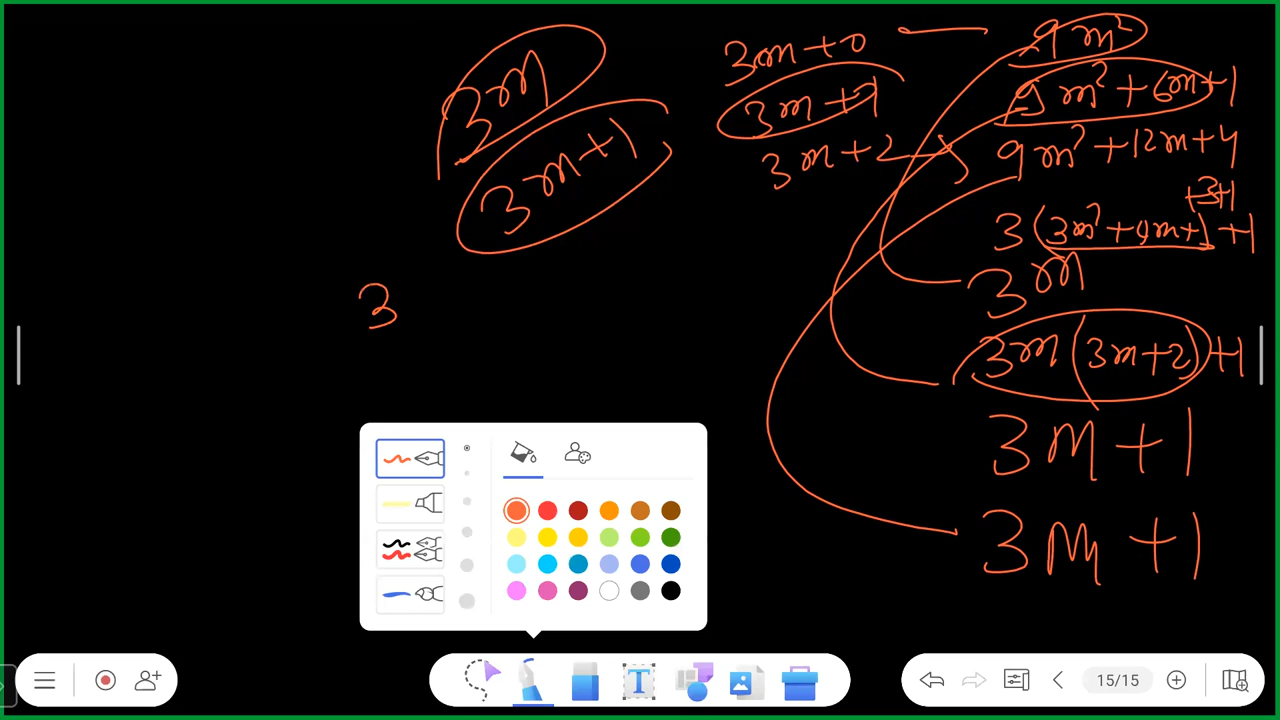 3m
3m+1
3
3m+0
3m+1
3m+2
9m²
9m²+6m+1
9m²+12m+4
+3+1
3(3m²+4m+1)+1
3m
3m(3m+2)+1
3m+1
3m+1
T
15/15